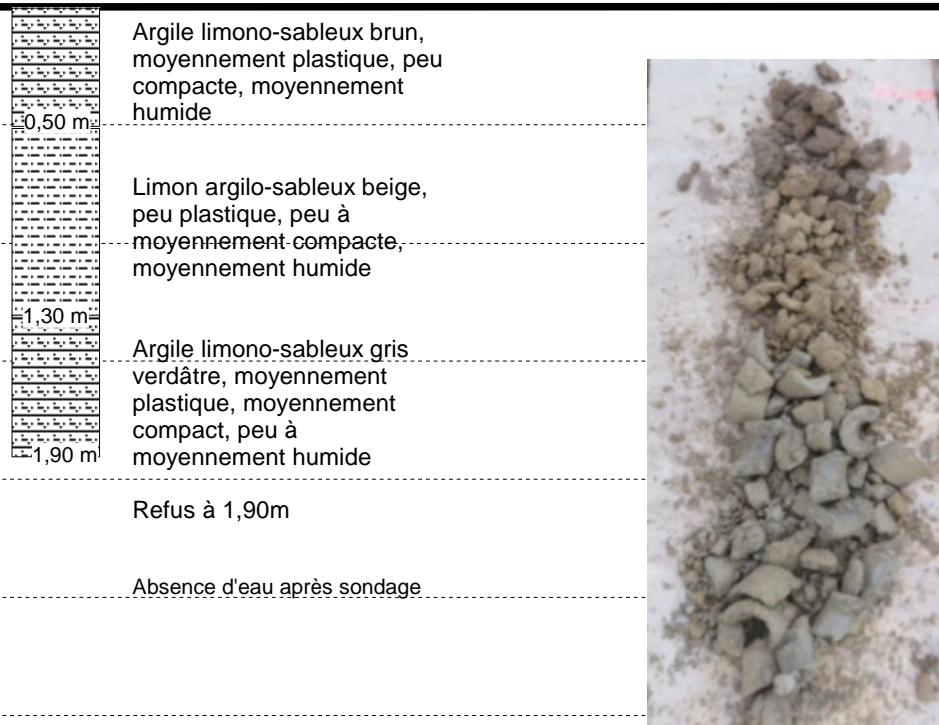 Argile limono-sableux brun,
moyennement plastique, peu
compacte, moyennement
humide
0,50 m
Limon argilo-sableux beige,
peu plastique, peu à
moyennement compacte,
moyennement humide
1,30 m
Argile limono-sableux gris
verdâtre, moyennement
plastique, moyennement
compact, peu à
moyennement humide
1,90 m
Refus à 1,90m
Absence d'eau après sondage